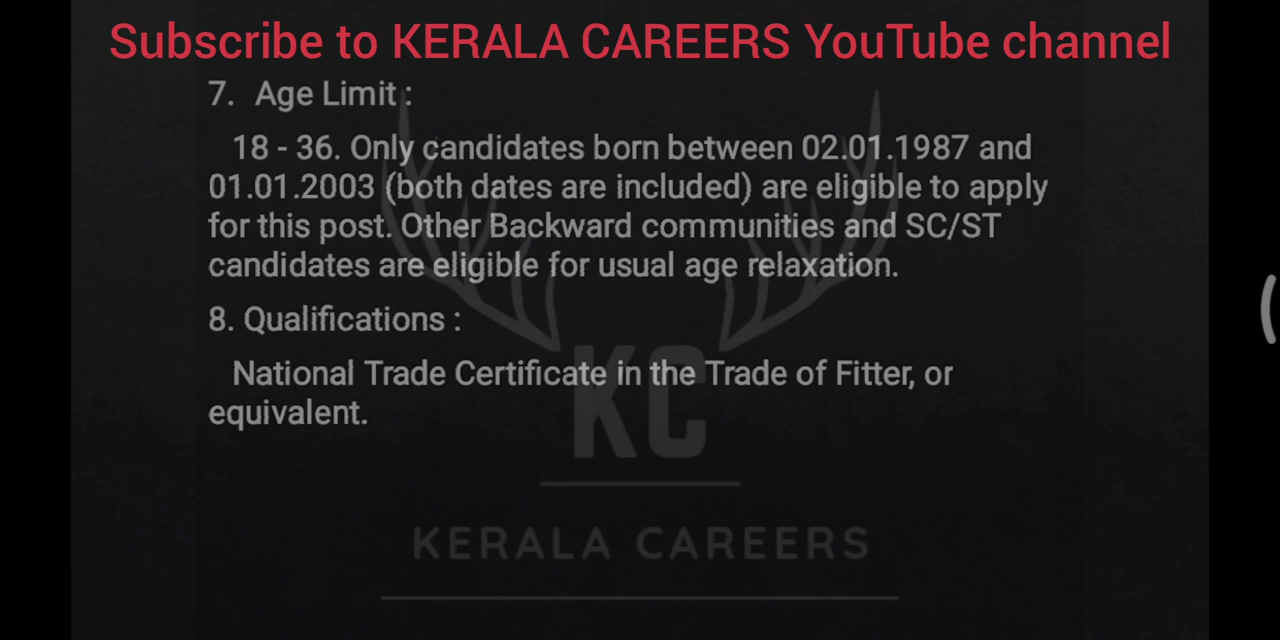 Subscribe to KERALA CAREERS YouTube channel
7. Age Limit :
18 - 36. Only candidates born between 02.01.1987 and
01.01.2003 (both dates are included) are eligible to apply
for this post. Other Backward communities and SC/ST
candidates are eligible for usual age relaxation.
8. Qualifications :
National Trade Certificate in the Trade of Fitter, or
equivalent.
KC
KERALA CAREERS